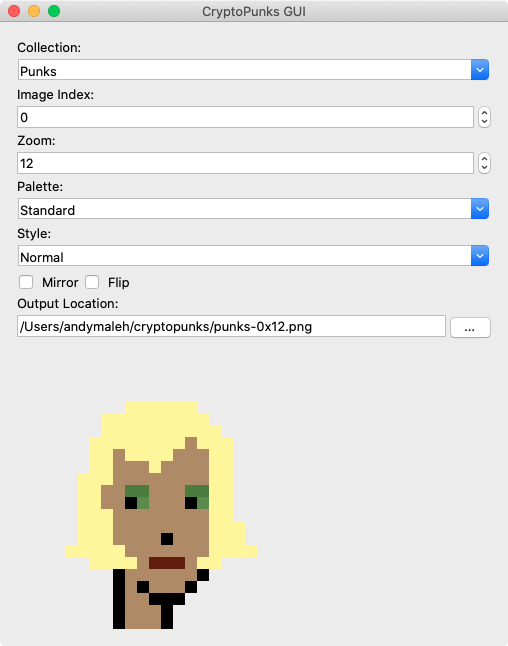 CryptoPunks GUI
Collection:
Punks
Image Index:
0
Zoom:
12
Palette:
Standard
Style:
Normal
Mirror Flip
Output Location:
/Users/andymaleh/cryptopunks/punks-0x12.png
...